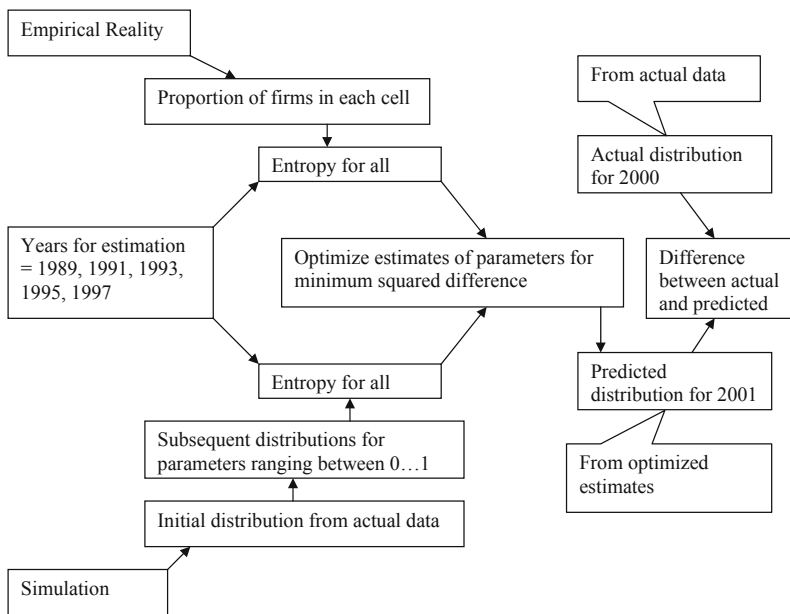 Empirical Reality
Proportion of firms in each cell
Entropy for all
Years for estimation
= 1989, 1991, 1993,
1995, 1997
Optimize estimates of parameters for
minimum squared difference
Entropy for all
Subsequent distributions for
parameters ranging between 0…1
Initial distribution from actual data
Simulation
From actual data
Actual distribution
for 2000
Difference
between actual
and predicted
Predicted
distribution for 2001
From optimized
estimates